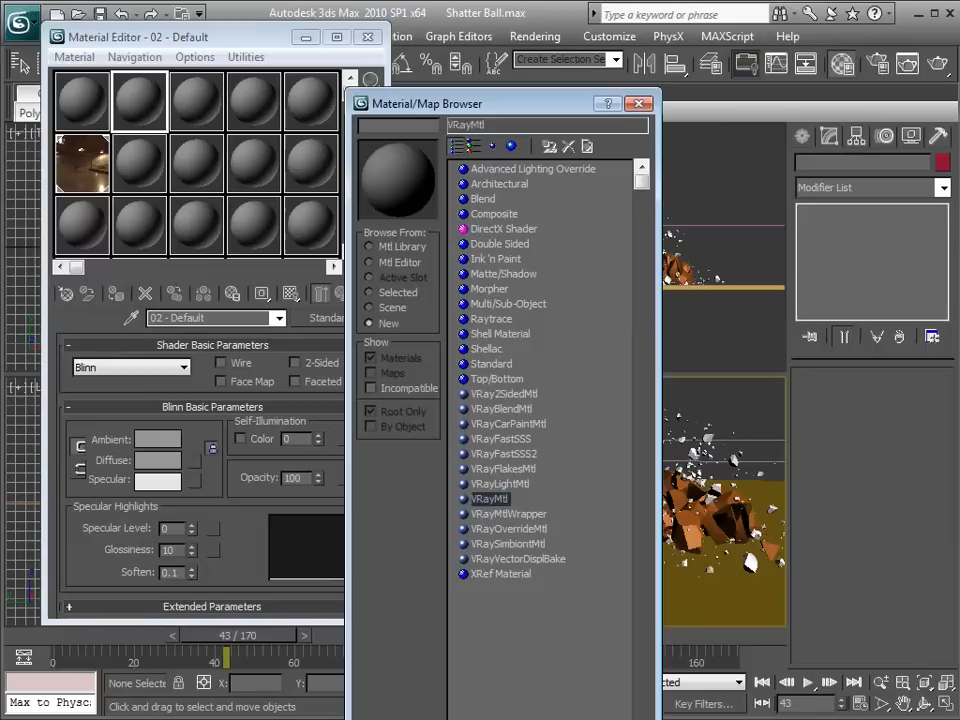 Autodesk 3ds Max 2010 SP1 x64
Shatter Ball.max
Type a keyword or phrase
Material Editor - 02 - Default
Material Navigation Options Utilities
Graph Editors Rendering Customize PhysX MAXScript Help
Create Selection Se
Poly
Material/Map Browser
VRayMtl
Advanced Lighting Override
Architectural
Blend
Composite
DirectX Shader
Double Sided
Ink 'n Paint
Matte/Shadow
Morpher
Multi/Sub-Object
Raytrace
Shell Material
Shellac
Standard
Top/Bottom
VRay2SidedMtl
VRayBlendMtl
VRayCarPaintMtl
VRayFastSSS
VRayFastSSS2
VRayFlakesMtl
VRayLightMtl
VRayMtl
VRayMtlWrapper
VRayOverrideMtl
VRaySimbiontMtl
VRayVectorDisplBake
XRef Material
Browse From:
Mtl Library
Mtl Editor
Active Slot
Selected
Scene
New
Show
Materials
Maps
Incompatible
Root Only
By Object
Modifier List
02 - Default
Standar
Shader Basic Parameters
Blinn
Wire
2-Sided
Face Map
Faceted
Blinn Basic Parameters
Self-Illumination
Color 0
Ambient:
Diffuse:
Specular:
Opacity: 100
Specular Highlights
Specular Level: 0
Glossiness: 10
Soften: 0.1
Extended Parameters
43 / 170
0 20 40 60 160
None Selecte
X:
Y:
Max to Physc:
Click and drag to select and move objects
Key Filters...
43